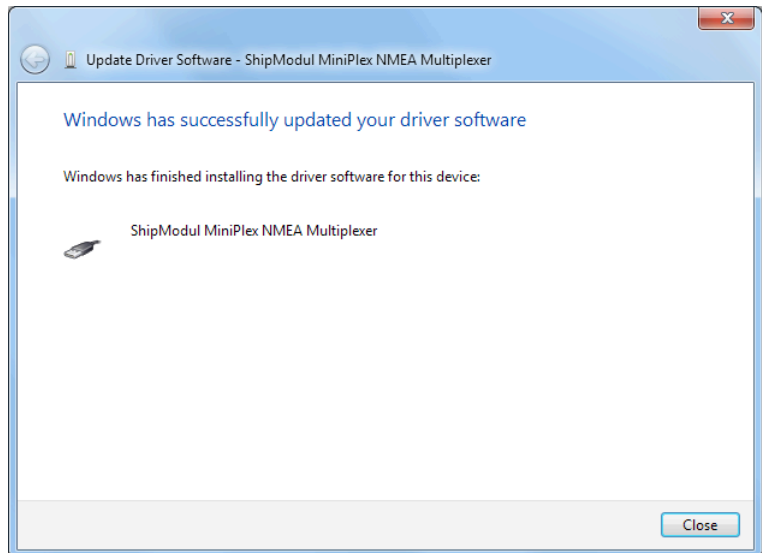 Update Driver Software - ShipModul MiniPlex NMEA Multiplexer
Windows has successfully updated your driver software
Windows has finished installing the driver software for this device:
ShipModul MiniPlex NMEA Multiplexer
Close